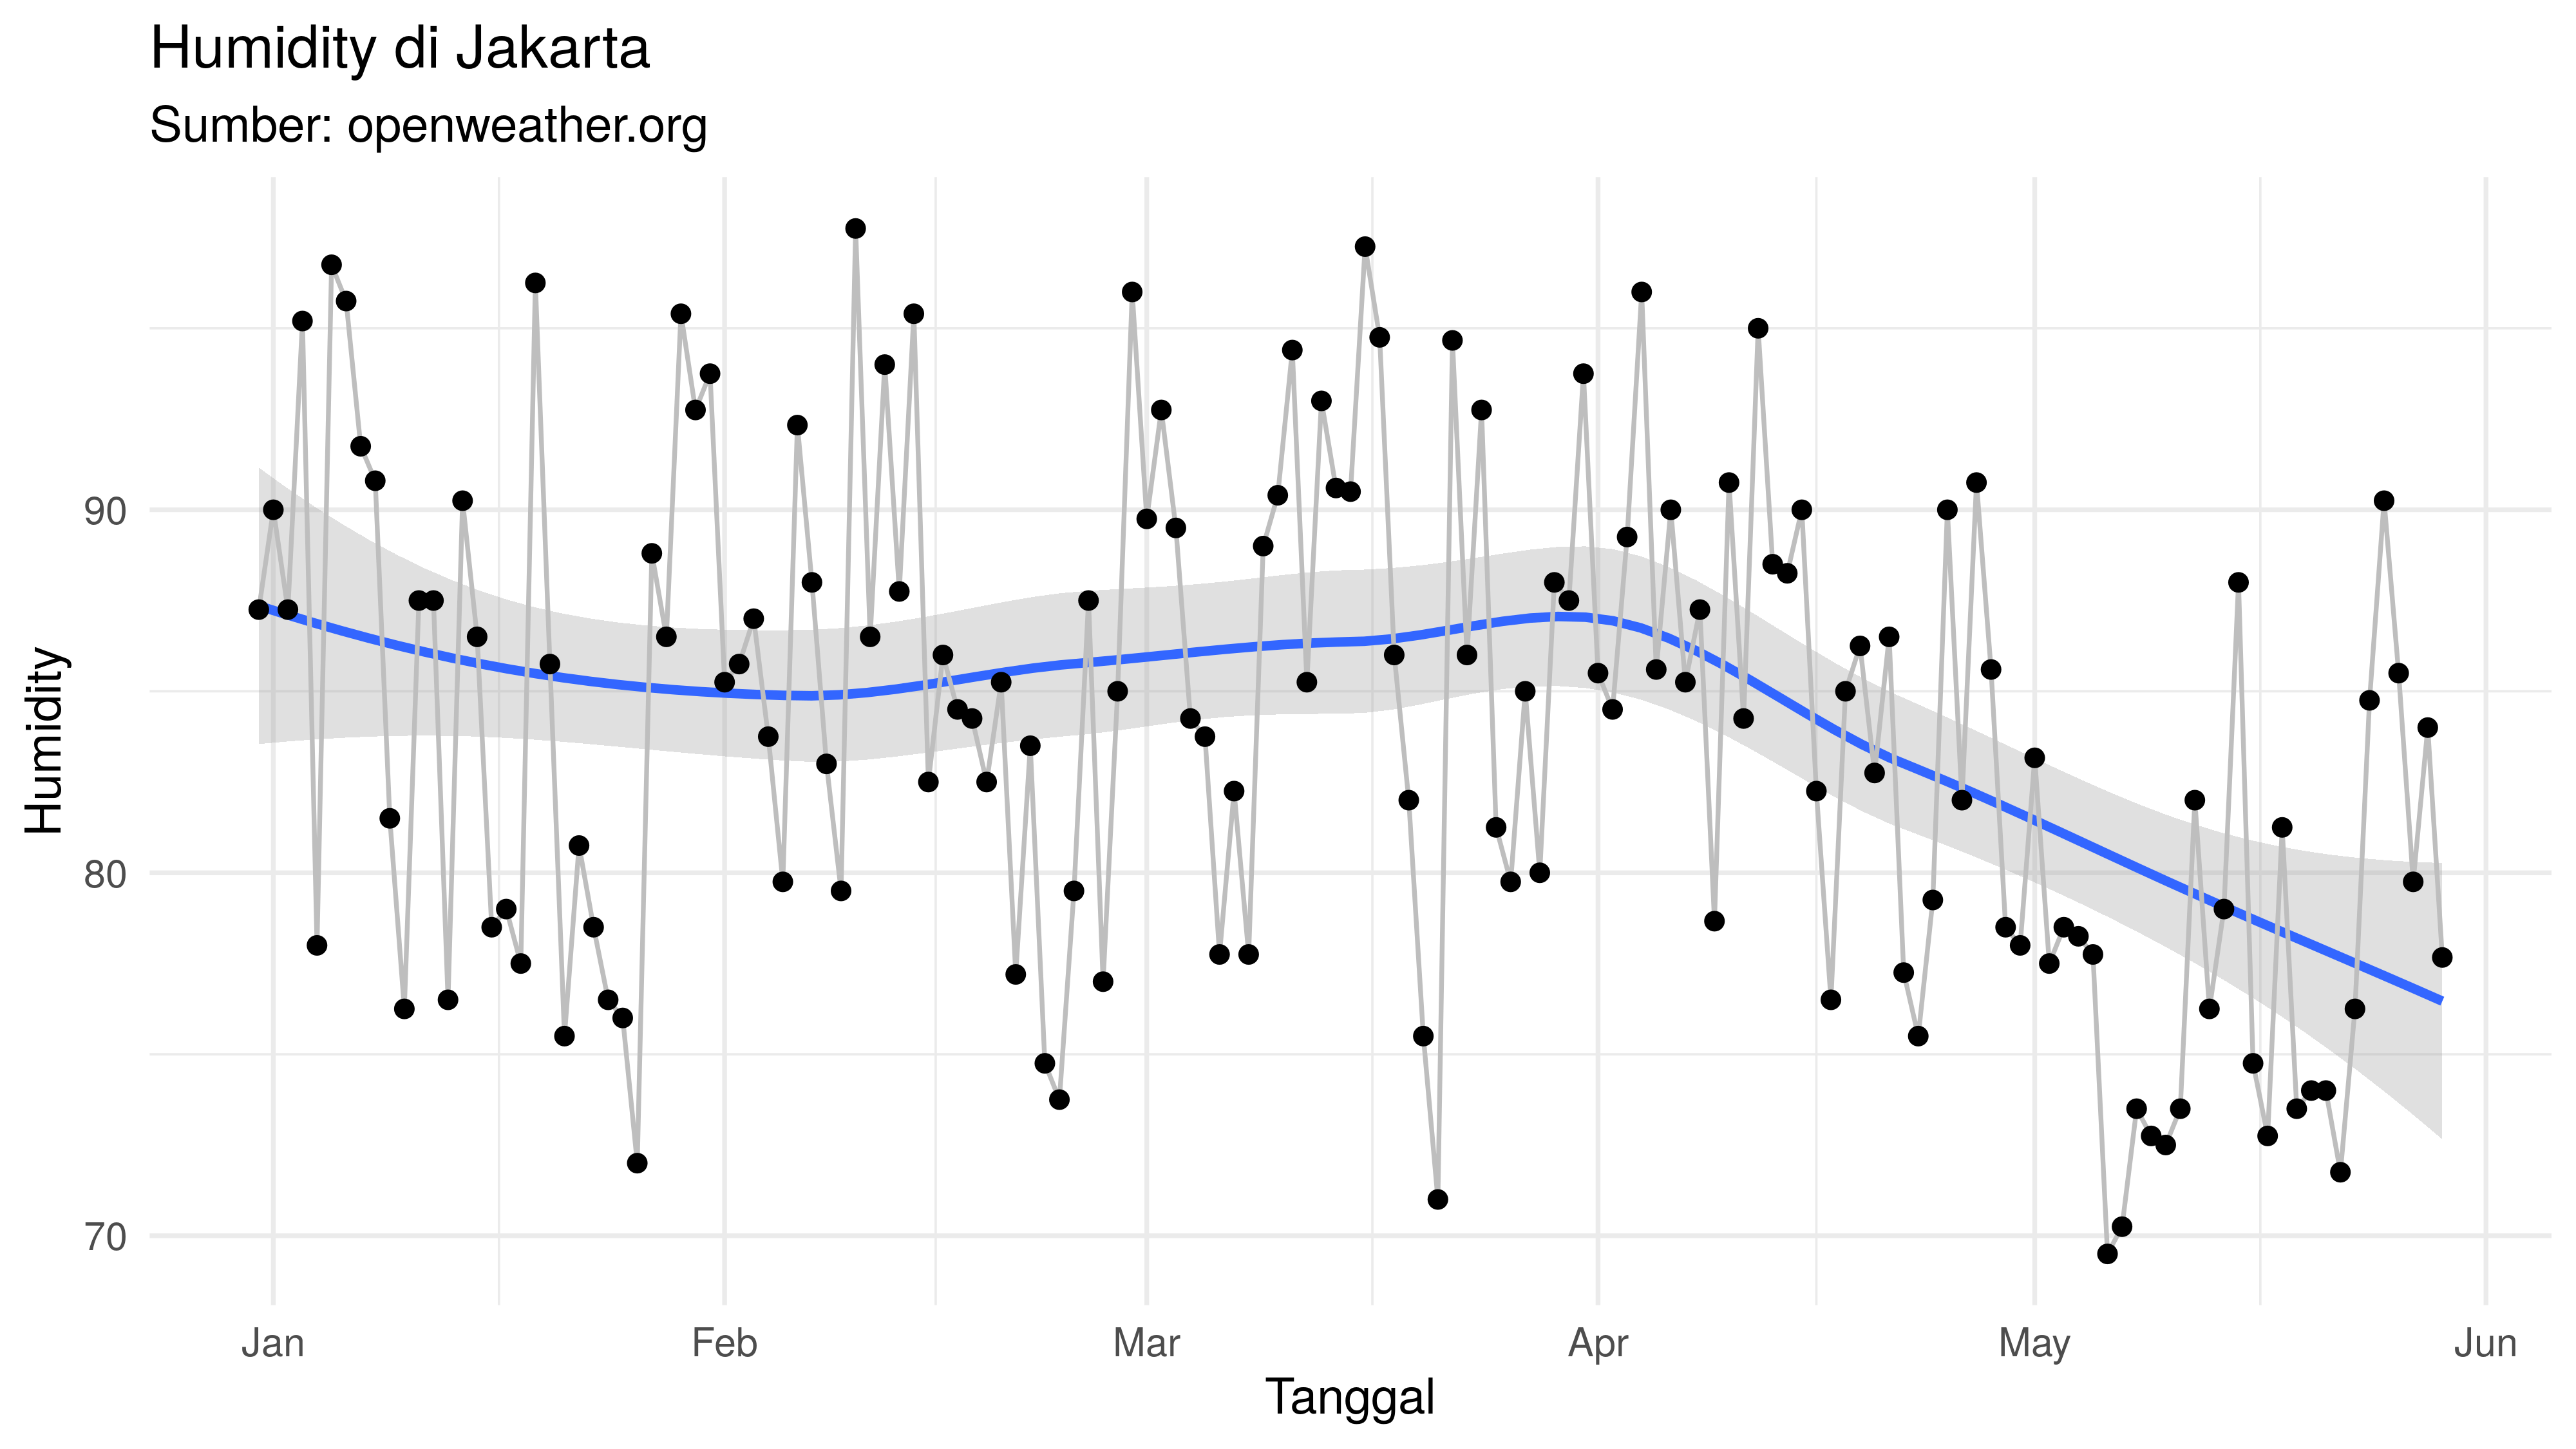 Humidity di Jakarta
Sumber: openweather.org
Humidity
90
80
70
Jan
Feb
Mar
Apr
May
Jun
Tanggal